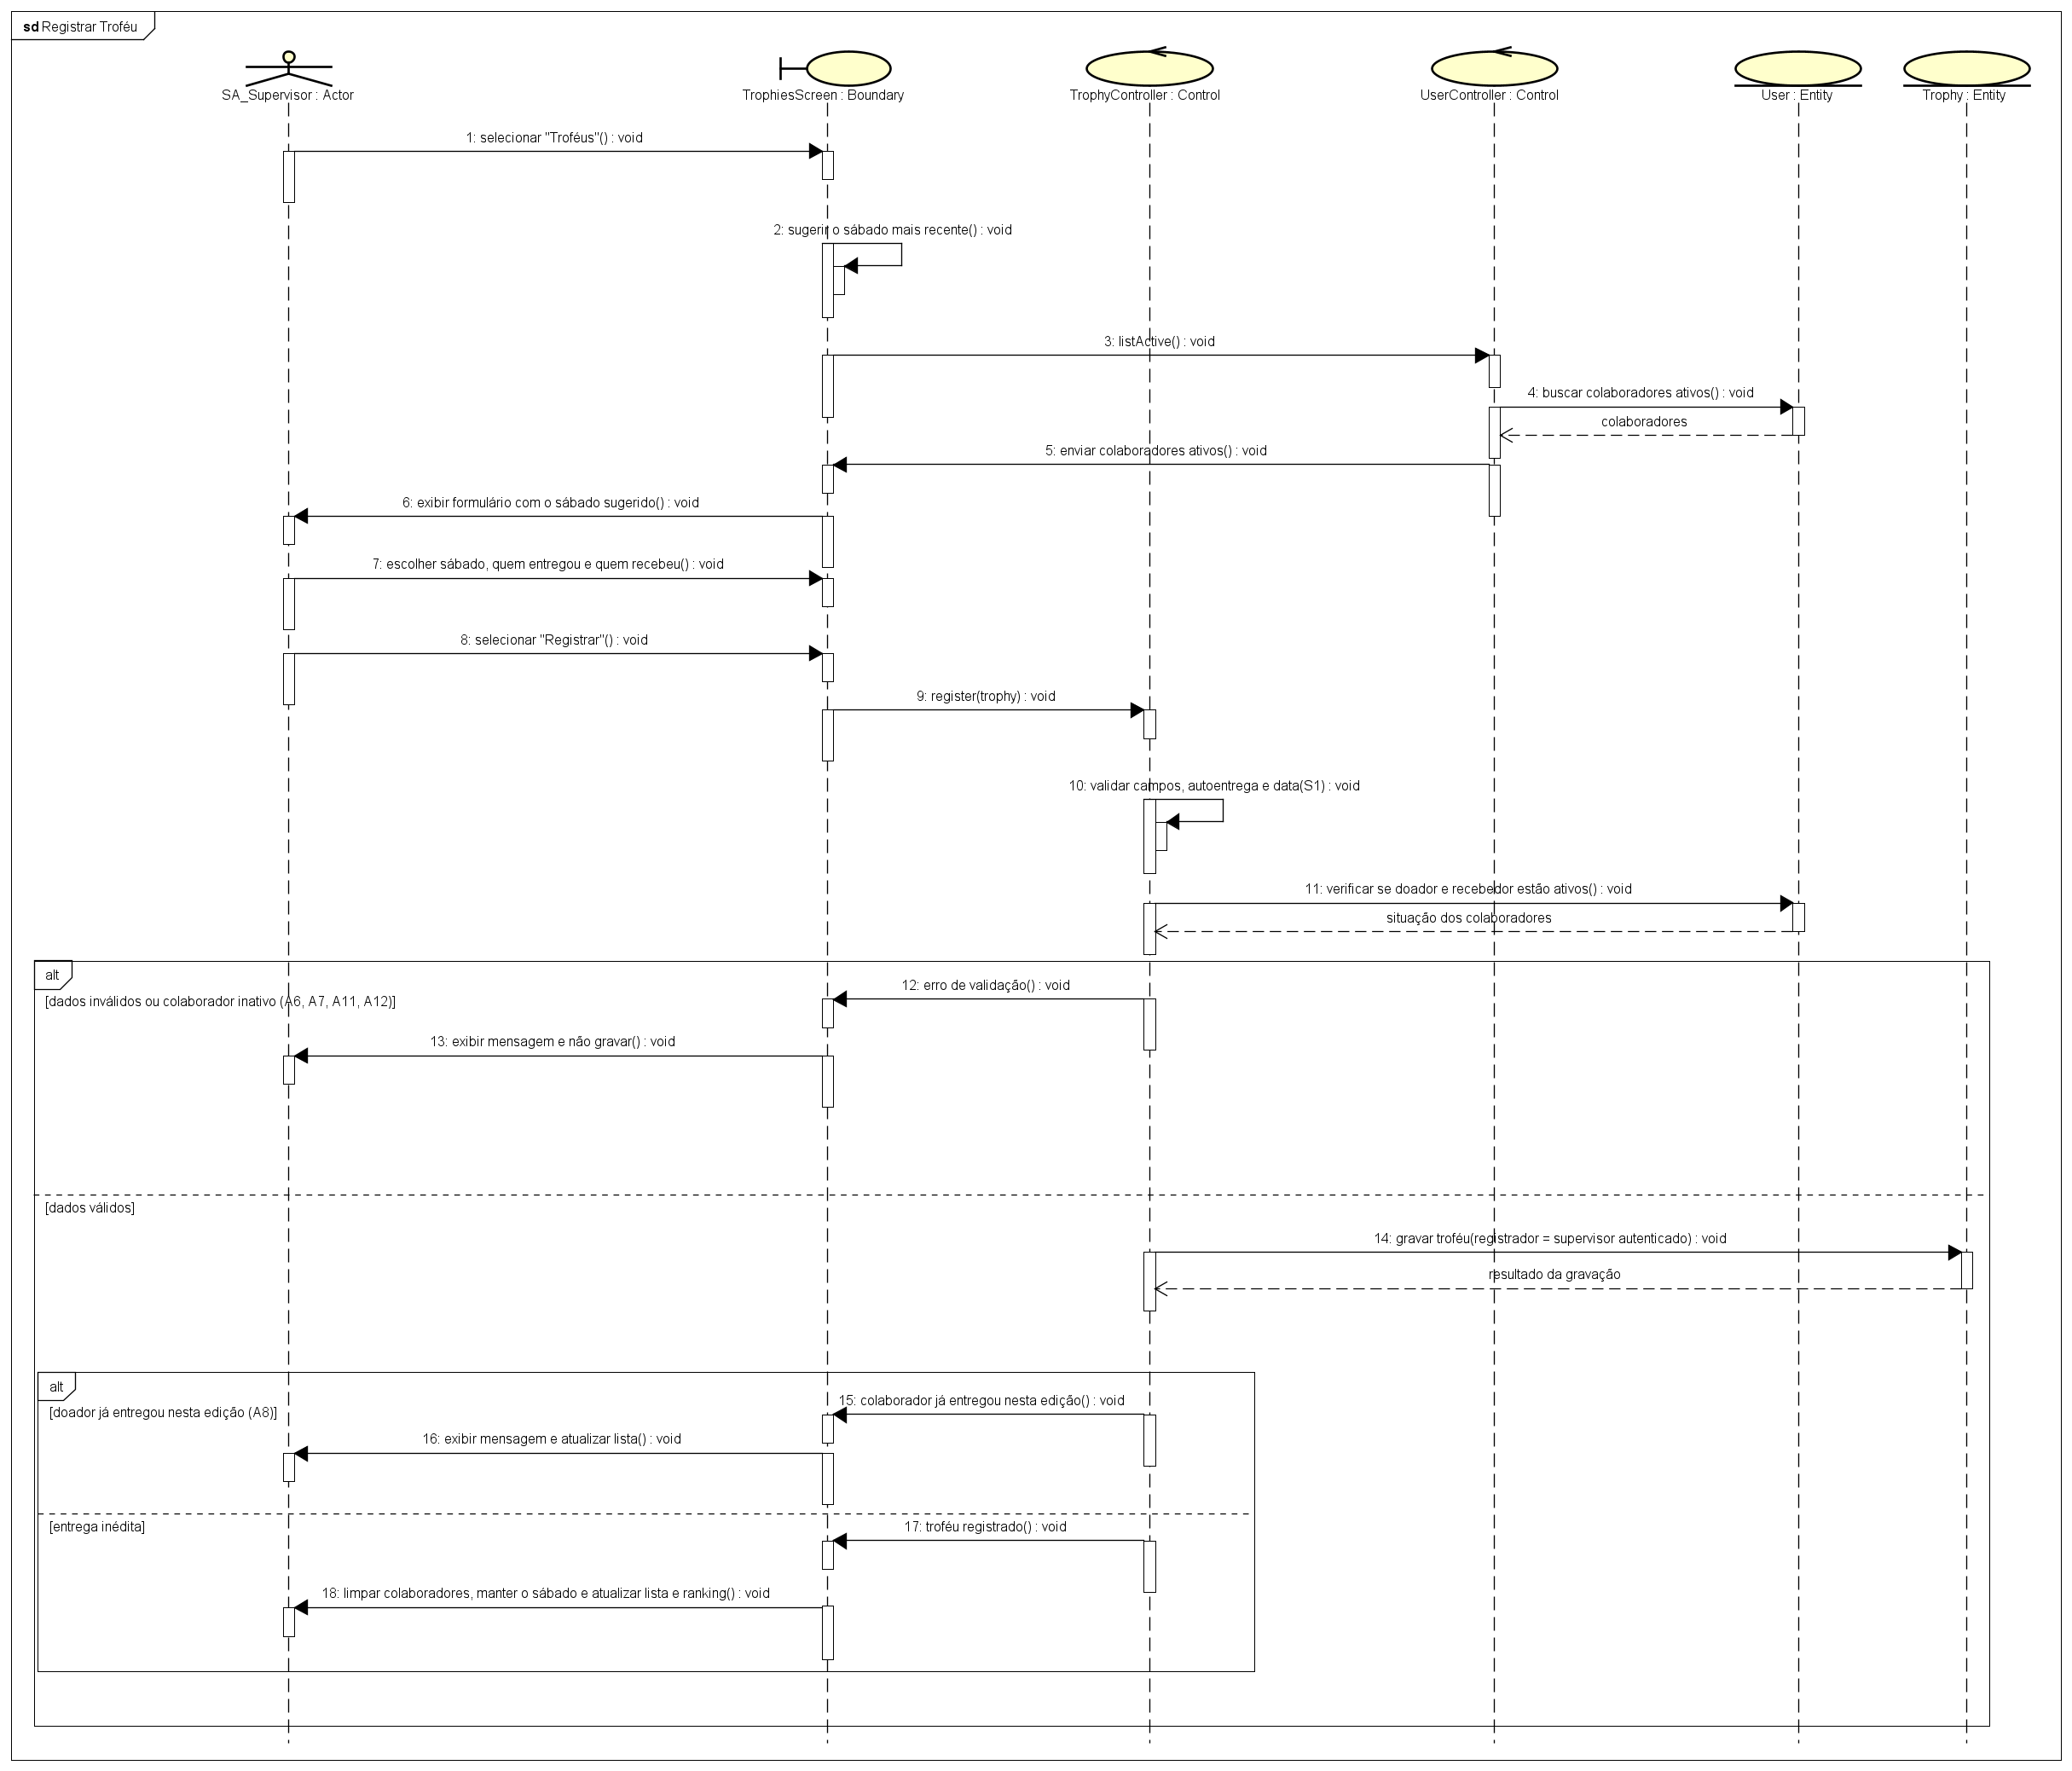 sd Registrar Troféu
SA_Supervisor : Actor
TrophiesScreen : Boundary
TrophyController : Control
UserController : Control
User : Entity
Trophy : Entity
1: selecionar "Troféus"() : void
2: sugerir o sábado mais recente() : void
3: listActive() : void
4: buscar colaboradores ativos() : void
colaboradores
5: enviar colaboradores ativos() : void
6: exibir formulário com o sábado sugerido() : void
7: escolher sábado, quem entregou e quem recebeu() : void
8: selecionar "Registrar"() : void
9: register(trophy) : void
10: validar campos, autoentrega e data(S1) : void
11: verificar se doador e recebedor estão ativos() : void
situação dos colaboradores
alt
[dados inválidos ou colaborador inativo (A6, A7, A11, A12)]
12: erro de validação() : void
13: exibir mensagem e não gravar() : void
[dados válidos]
14: gravar troféu(registrador = supervisor autenticado) : void
resultado da gravação
alt
[doador já entregou nesta edição (A8)]
15: colaborador já entregou nesta edição() : void
16: exibir mensagem e atualizar lista() : void
[entrega inédita]
17: troféu registrado() : void
18: limpar colaboradores, manter o sábado e atualizar lista e ranking() : void